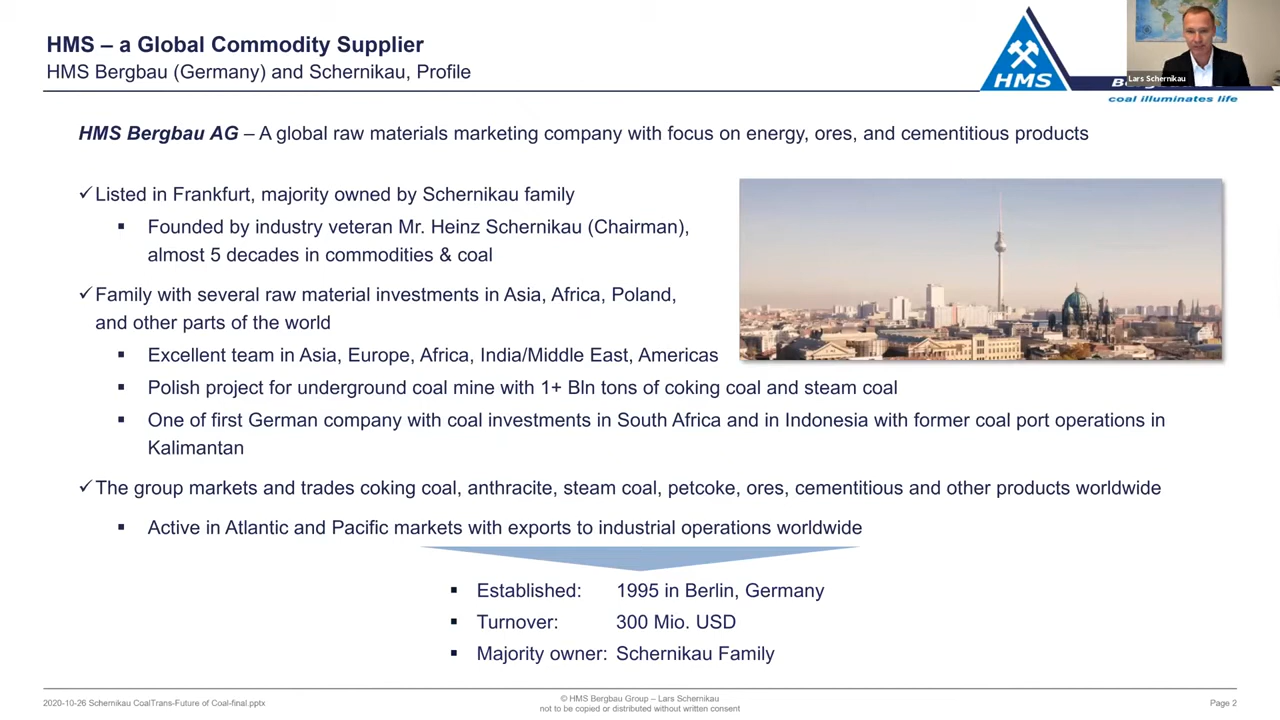 HMS – a Global Commodity Supplier
HMS Bergbau (Germany) and Schernikau, Profile
HMS
Lars Schernikau
coal illuminates life
HMS Bergbau AG – A global raw materials marketing company with focus on energy, ores, and cementitious products
✓Listed in Frankfurt, majority owned by Schernikau family
▪ Founded by industry veteran Mr. Heinz Schernikau (Chairman),
almost 5 decades in commodities & coal
✓Family with several raw material investments in Asia, Africa, Poland,
and other parts of the world
▪ Excellent team in Asia, Europe, Africa, India/Middle East, Americas
▪ Polish project for underground coal mine with 1+ Bln tons of coking coal and steam coal
▪ One of first German company with coal investments in South Africa and in Indonesia with former coal port operations in
Kalimantan
✓The group markets and trades coking coal, anthracite, steam coal, petcoke, ores, cementitious and other products worldwide
▪ Active in Atlantic and Pacific markets with exports to industrial operations worldwide
▪ Established: 1995 in Berlin, Germany
▪ Turnover: 300 Mio. USD
▪ Majority owner: Schernikau Family
2020-10-26 Schernikau CoalTrans-Future of Coal-final.pptx
© HMS Bergbau Group – Lars Schernikau
not to be copied or distributed without written consent
Page 2